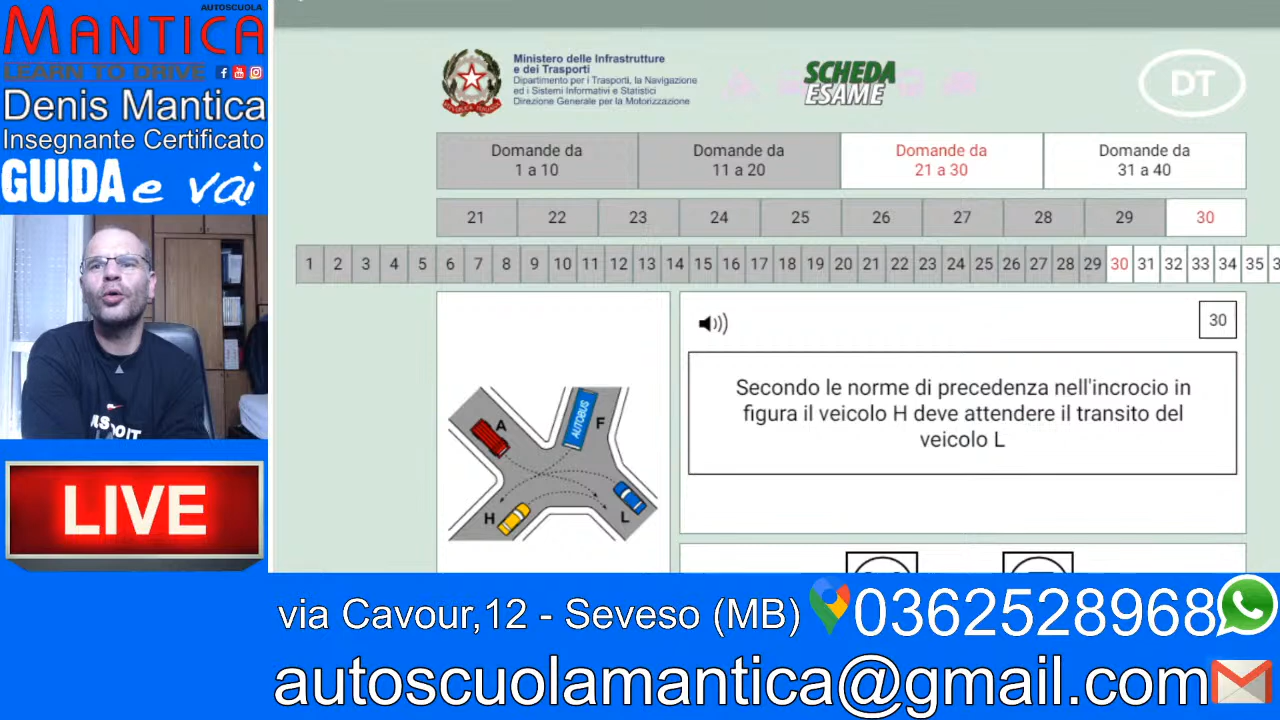 AUTOSCUOLA
MANTICA
LEARN TO DRIVE
Denis Mantica
Insegnante Certificato
GUIDA e vai
LIVE
Ministero delle Infrastrutture
e dei Trasporti
Dipartimento per i Trasporti, la Navigazione
ed i Sistemi Informativi e Statistici
Direzione Generale per la Motorizzazione
SCHEDA
ESAME
DT
Domande da
1 a 10
Domande da
11 a 20
Domande da
21 a 30
Domande da
31 a 40
21 22 23 24 25 26 27 28 29 30
1 2 3 4 5 6 7 8 9 10 11 12 13 14 15 16 17 18 19 20 21 22 23 24 25 26 27 28 29 30 31 32 33 34 35
30
Secondo le norme di precedenza nell'incrocio in
figura il veicolo H deve attendere il transito del
veicolo L
A
AUTOBUS
F
H
L
via Cavour,12 - Seveso (MB) 0362528968
autoscuolamantica@gmail.com